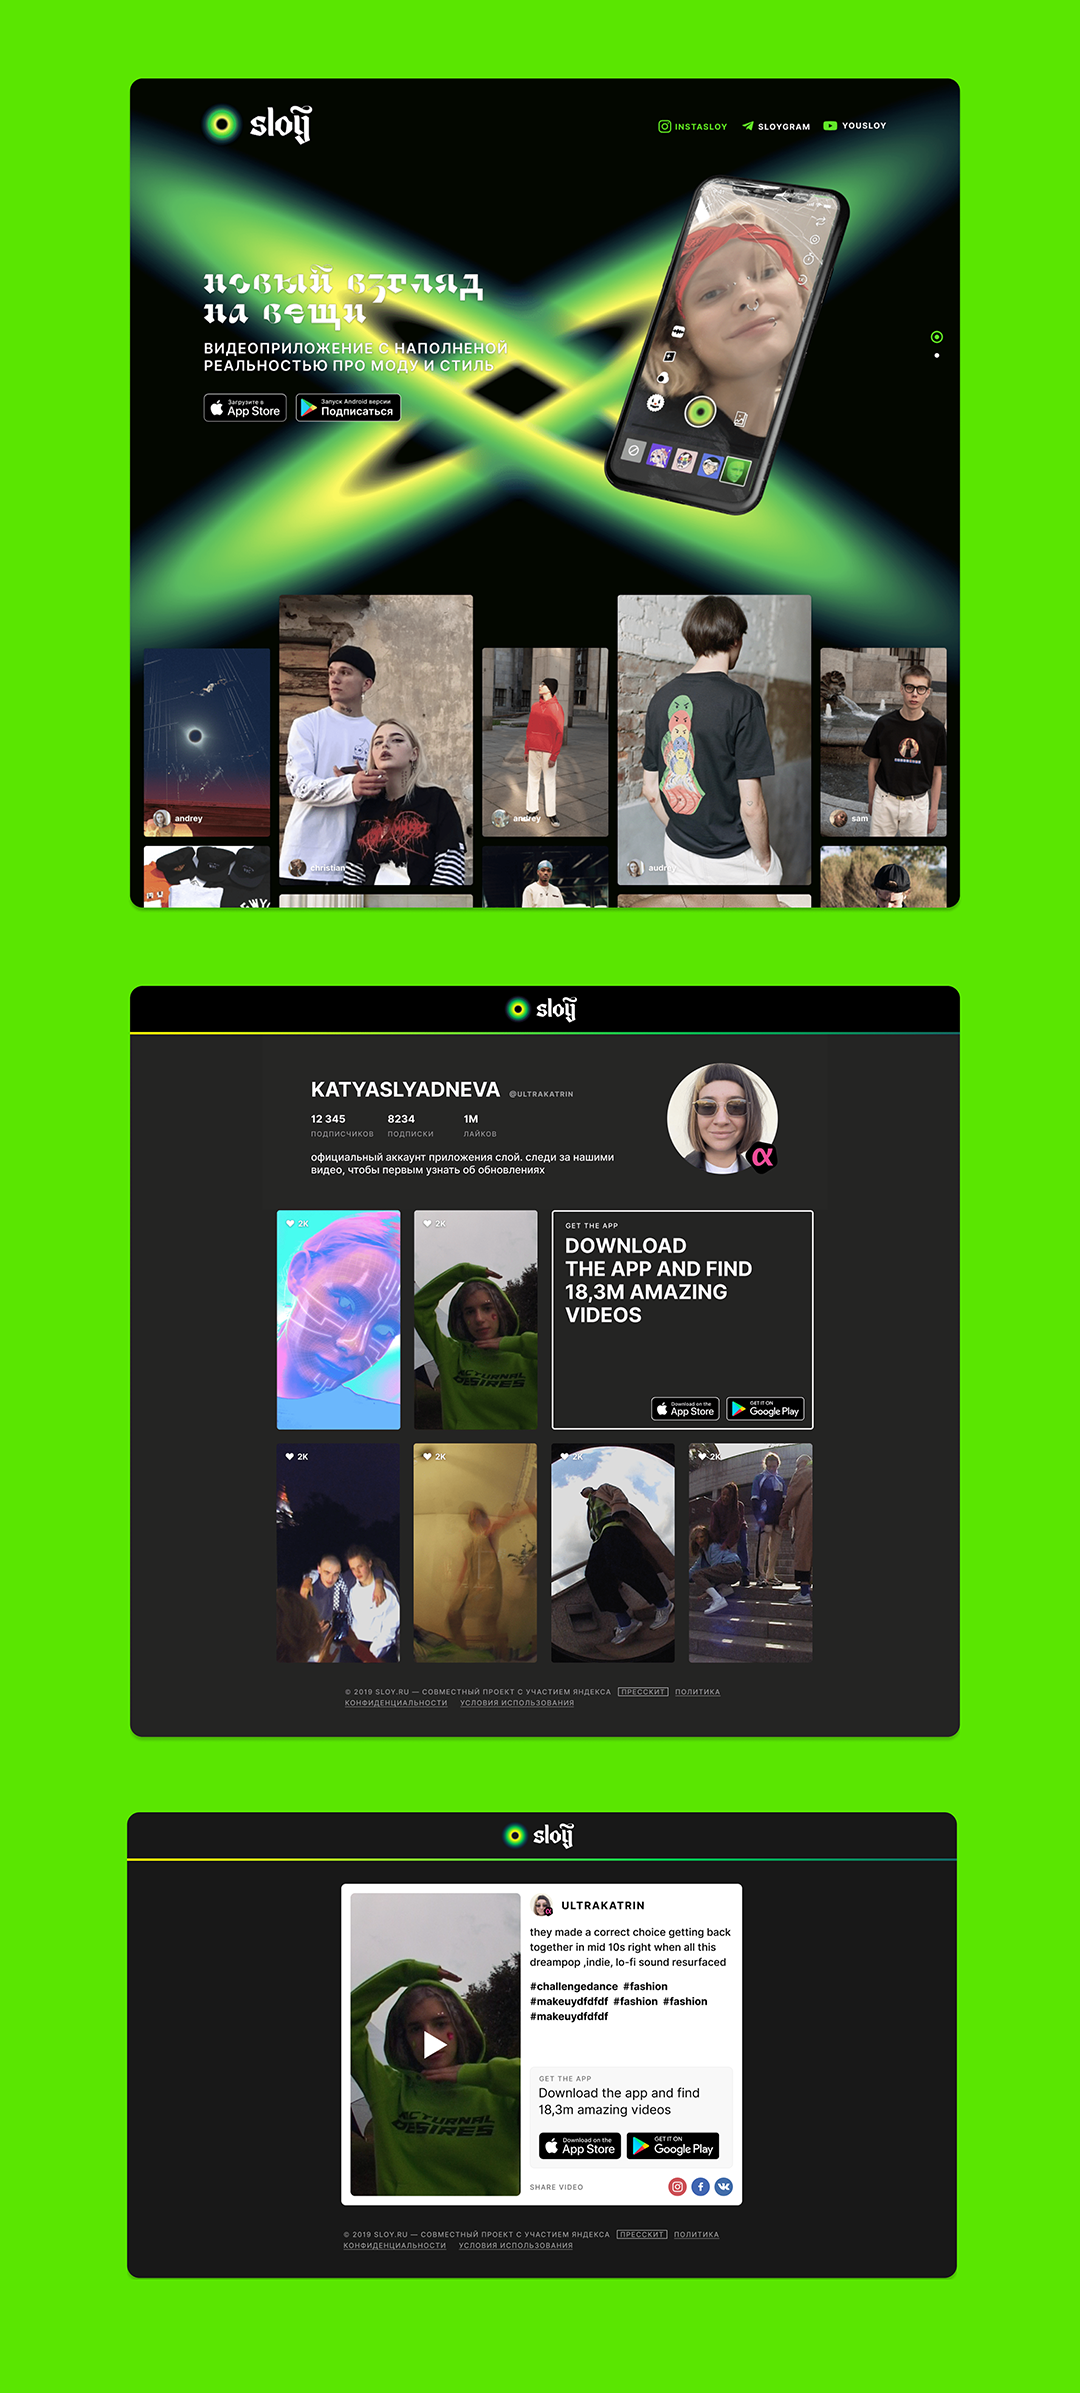 sloy̆
INSTASLOY
SLOYGRAM
YOUSLOY
новый взгляд
на вещи
ВИДЕОПРИЛОЖЕНИЕ С НАПОЛНЕНОЙ
РЕАЛЬНОСТЬЮ ПРО МОДУ И СТИЛЬ
Загрузите в
App Store
Запуск Android версии
Подписаться
andrey
christian
andrey
audrey
sam
sloy̆
KATYASLYADNEVA @ULTRAKATRIN
12 345 8234 1M
ПОДПИСЧИКОВ ПОДПИСКИ ЛАЙКОВ
официальный аккаунт приложения слой. следи за нашими
видео, чтобы первым узнать об обновлениях
α
2K
2K
GET THE APP
DOWNLOAD
THE APP AND FIND
18,3M AMAZING
VIDEOS
Download on the
App Store
GET IT ON
Google Play
DESIRES
2K
2K
2K
2K
© 2019 SLOY.RU — СОВМЕСТНЫЙ ПРОЕКТ С УЧАСТИЕМ ЯНДЕКСА ПРЕССКИТ ПОЛИТИКА
КОНФИДЕНЦИАЛЬНОСТИ УСЛОВИЯ ИСПОЛЬЗОВАНИЯ
sloy̆
ULTRAKATRIN
they made a correct choice getting back
together in mid 10s right when all this
dreampop ,indie, lo-fi sound resurfaced
#challengedance #fashion
#makeuydfdfdf #fashion #fashion
#makeuydfdfdf
DESIRES
GET THE APP
Download the app and find
18,3m amazing videos
Download on the
App Store
GET IT ON
Google Play
SHARE VIDEO
© 2019 SLOY.RU — СОВМЕСТНЫЙ ПРОЕКТ С УЧАСТИЕМ ЯНДЕКСА ПРЕССКИТ ПОЛИТИКА
КОНФИДЕНЦИАЛЬНОСТИ УСЛОВИЯ ИСПОЛЬЗОВАНИЯ